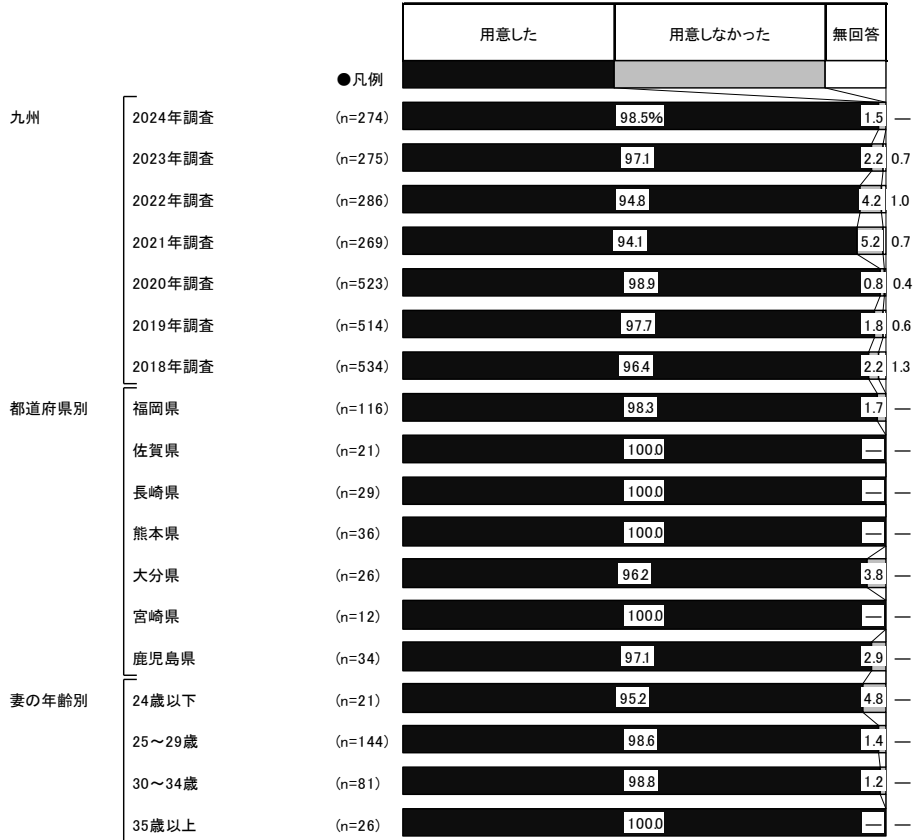 用意した 用意しなかった 無回答
●凡例
九州 2024年調査 (n=274) 98.5% 1.5 —
2023年調査 (n=275) 97.1 2.2 0.7
2022年調査 (n=286) 94.8 4.2 1.0
2021年調査 (n=269) 94.1 5.2 0.7
2020年調査 (n=523) 98.9 0.8 0.4
2019年調査 (n=514) 97.7 1.8 0.6
2018年調査 (n=534) 96.4 2.2 1.3
都道府県別 福岡県 (n=116) 98.3 1.7 —
佐賀県 (n=21) 100.0 — —
長崎県 (n=29) 100.0 — —
熊本県 (n=36) 100.0 — —
大分県 (n=26) 96.2 3.8 —
宮崎県 (n=12) 100.0 — —
鹿児島県 (n=34) 97.1 2.9 —
妻の年齢別 24歳以下 (n=21) 95.2 4.8 —
25～29歳 (n=144) 98.6 1.4 —
30～34歳 (n=81) 98.8 1.2 —
35歳以上 (n=26) 100.0 — —